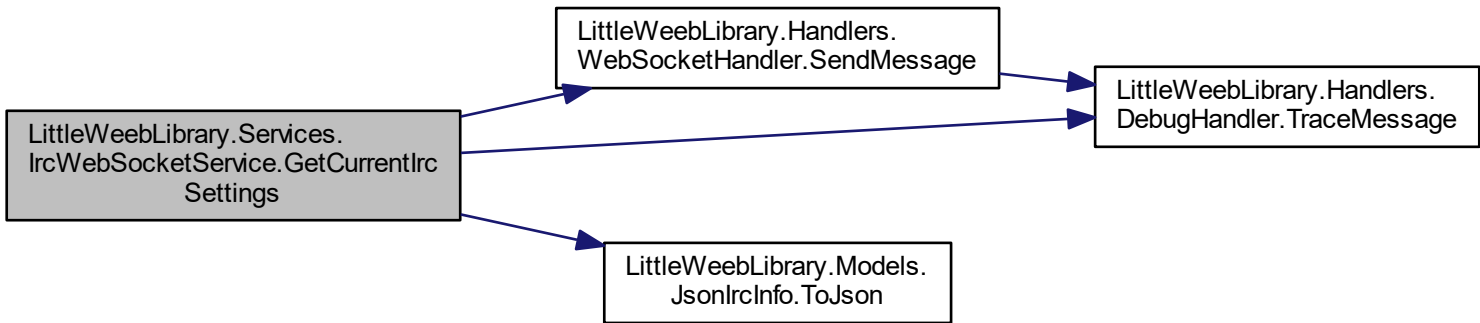 LittleWeebLibrary.Services.
IrcWebSocketService.GetCurrentIrc
Settings
LittleWeebLibrary.Handlers.
WebSocketHandler.SendMessage
LittleWeebLibrary.Handlers.
DebugHandler.TraceMessage
LittleWeebLibrary.Models.
JsonIrcInfo.ToJson